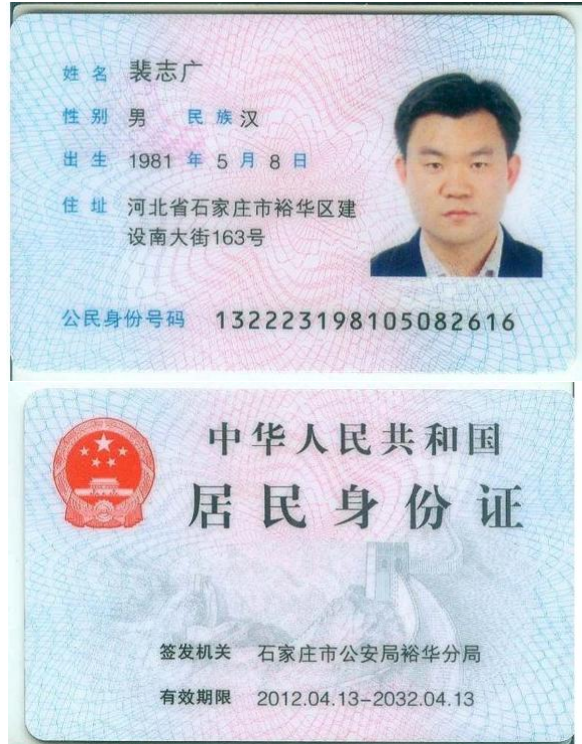 姓名 裴志广
性别 男 民族 汉
出生 1981 年 5 月 8 日
住址 河北省石家庄市裕华区建
设南大街163号
公民身份号码 132223198105082616
中华人民共和国
居民身份证
签发机关 石家庄市公安局裕华分局
有效期限 2012.04.13-2032.04.13